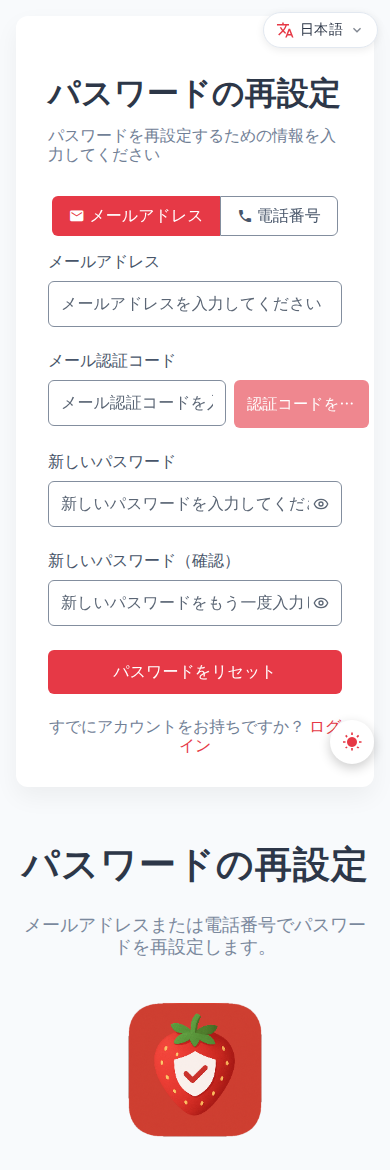 日本語
パスワードの再設定
パスワードを再設定するための情報を入
力してください
メールアドレス
電話番号
メールアドレス
メールアドレスを入力してください
メール認証コード
メール認証コードを
認証コードを…
新しいパスワード
新しいパスワードを入力してくだ
新しいパスワード（確認）
新しいパスワードをもう一度入力
パスワードをリセット
すでにアカウントをお持ちですか？ ログ
イン
パスワードの再設定
メールアドレスまたは電話番号でパスワー
ドを再設定します。